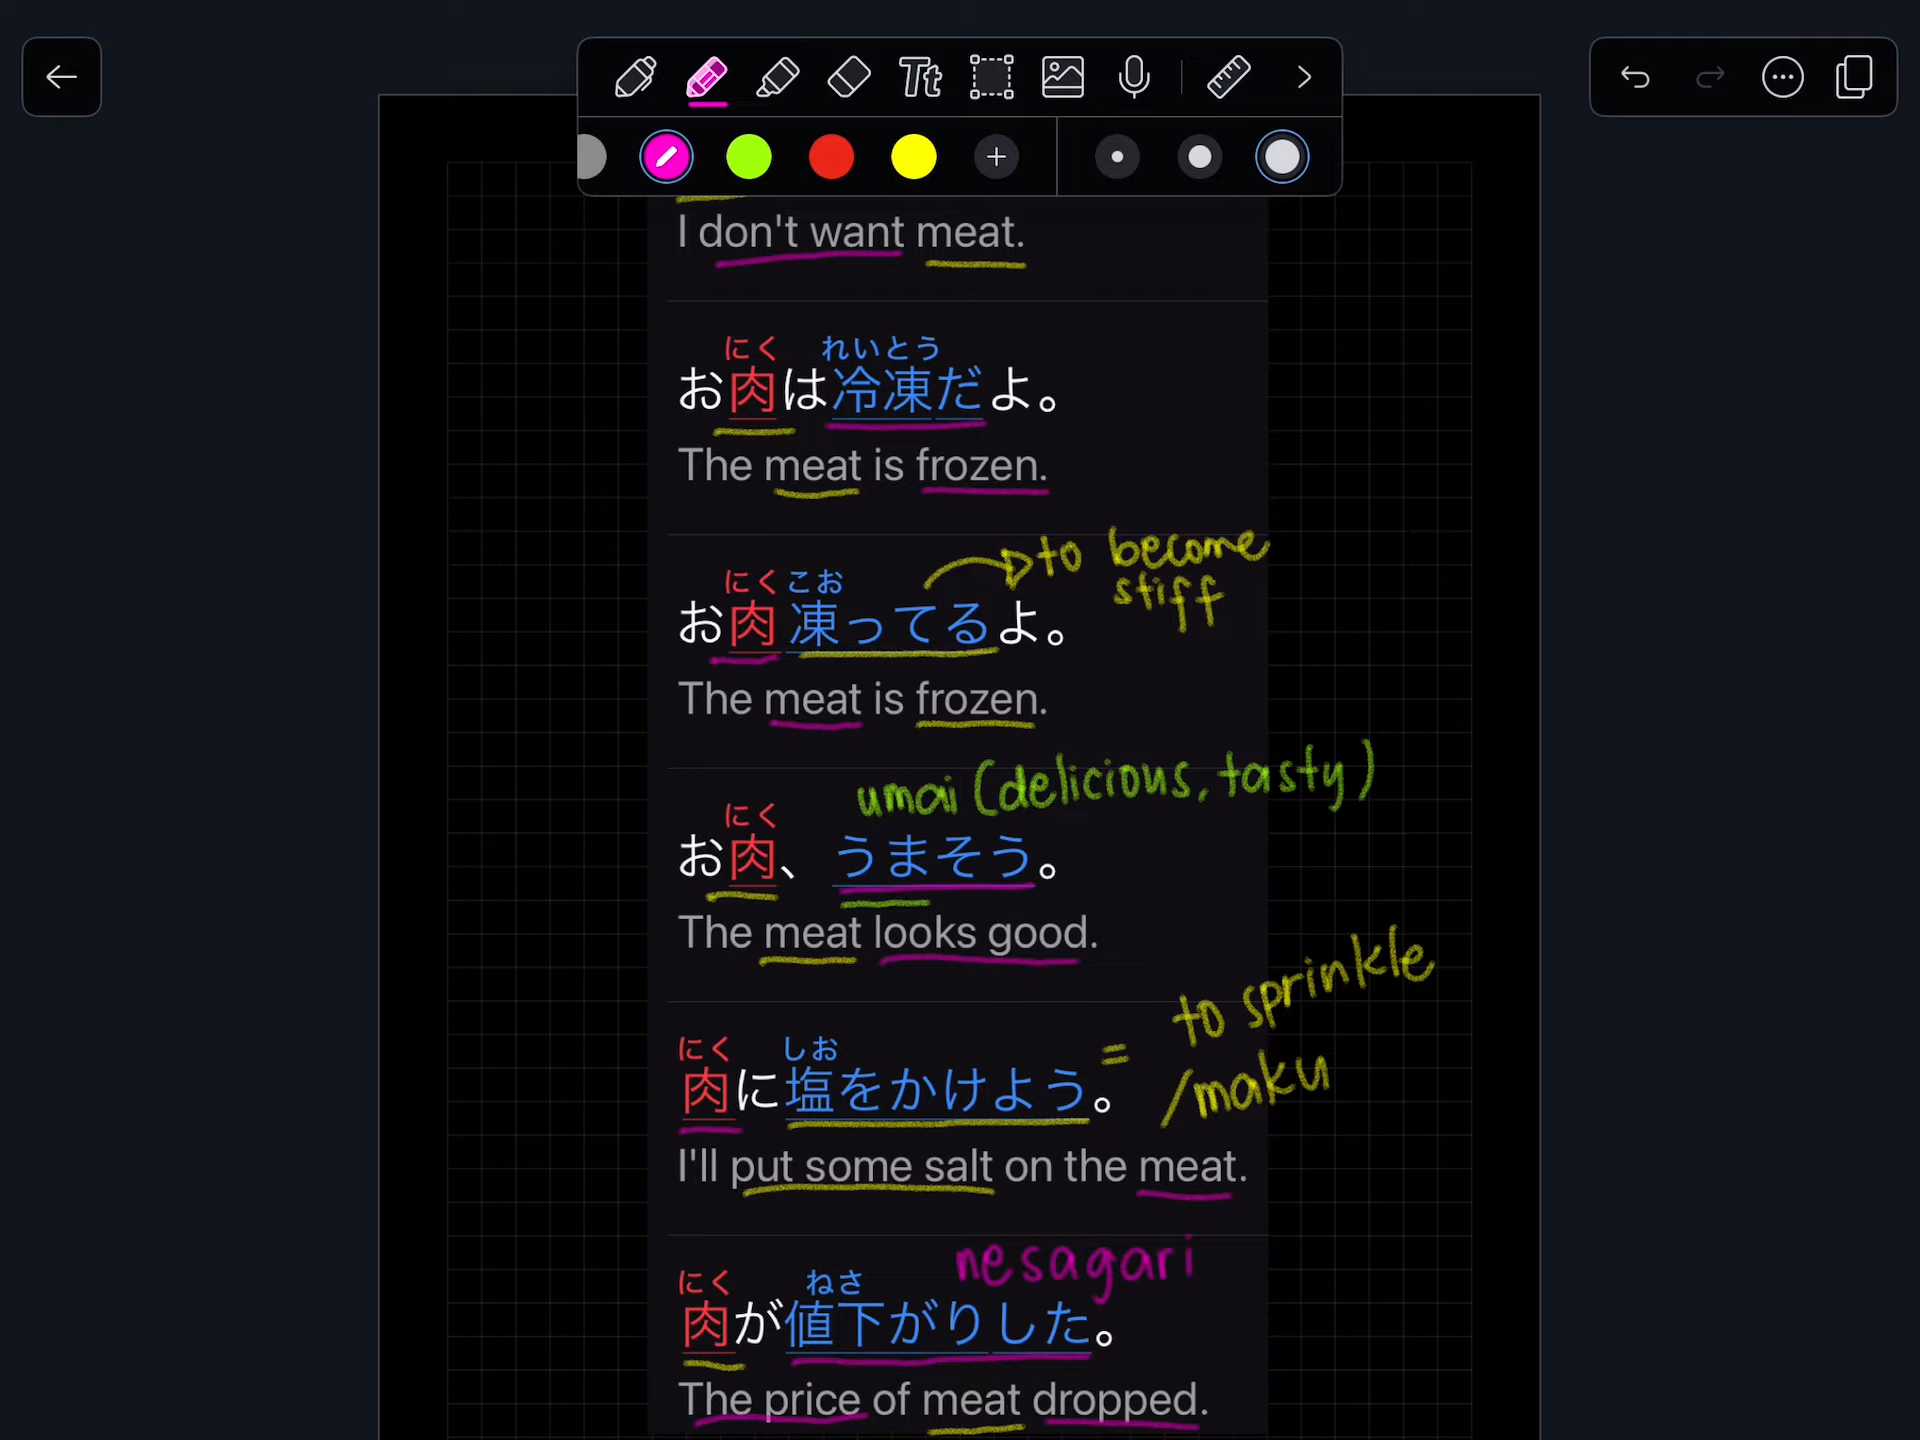 Tt
I don't want meat.
にく れいとう
お肉は冷凍だよ。
The meat is frozen.
to become
stiff
にく こお
お肉 凍ってるよ。
The meat is frozen.
umai (delicious, tasty)
にく
お肉、 うまそう。
The meat looks good.
to sprinkle
/maku
にく しお
肉に塩をかけよう。 =
I'll put some salt on the meat.
nesagari
にく ねさ
肉が値下がりした。
The price of meat dropped.